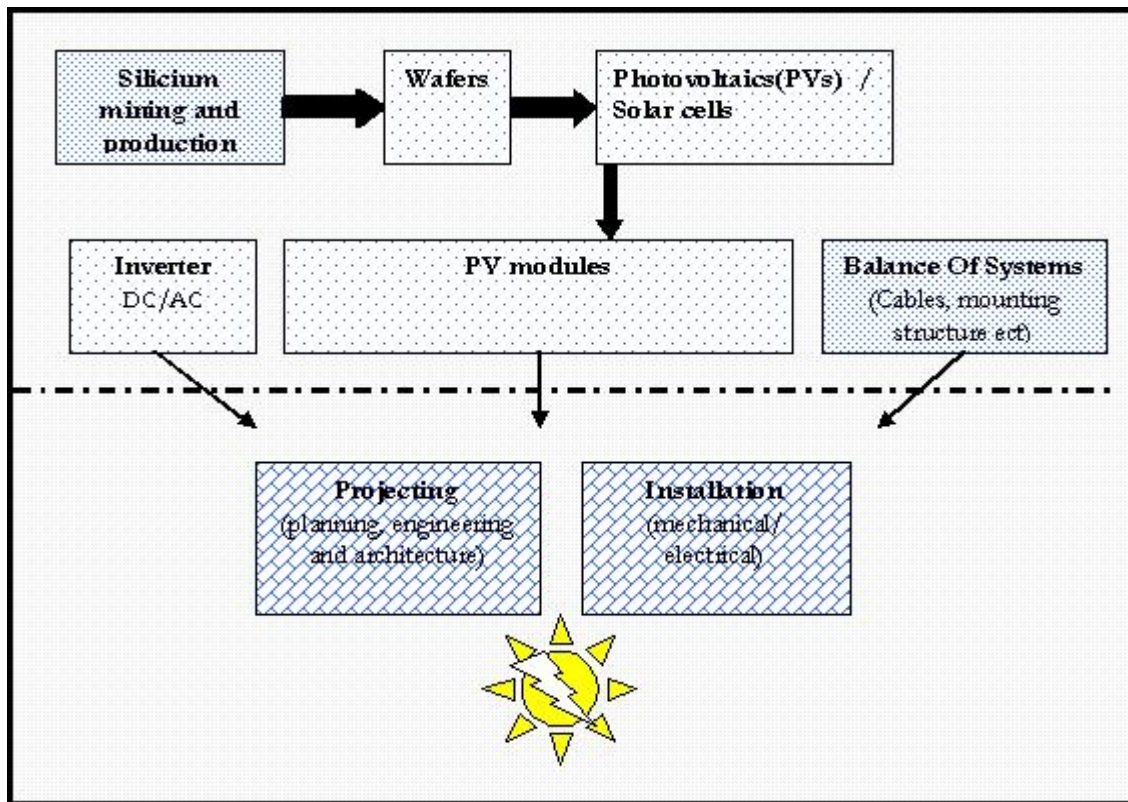 Silicium
mining and
production
Wafers
Photovoltaics(PVs) /
Solar cells
Inverter
DC/AC
PV modules
Balance Of Systems
(Cables, mounting
structure ect)
Projecting
(planning, engineering
and architecture)
Installation
(mechanical/
electrical)